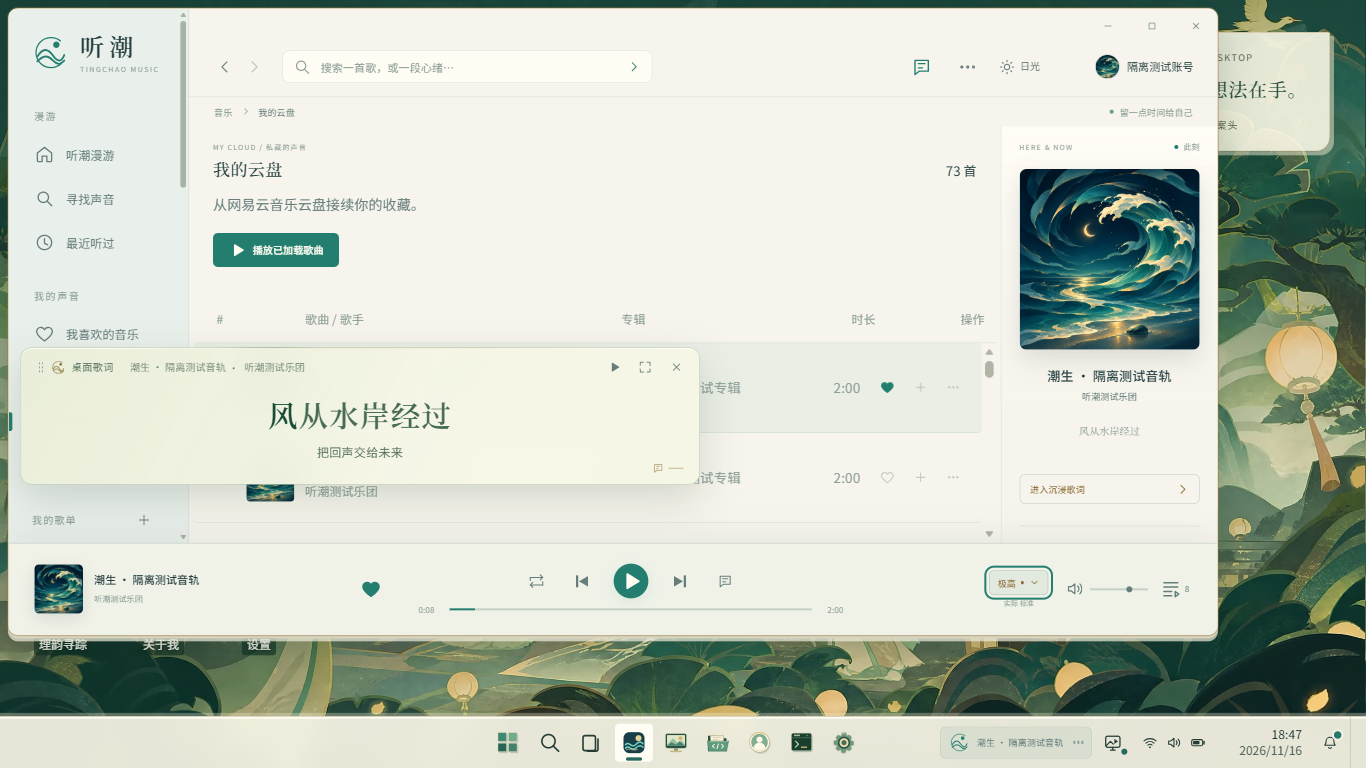 听潮
TINGCHAO MUSIC
漫游
听潮漫游
寻找声音
最近听过
我的声音
我喜欢的音乐
我的歌单
搜索一首歌，或一段心绪…
日光
隔离测试账号
音乐
我的云盘
留一点时间给自己
MY CLOUD / 私藏的声音
我的云盘
73 首
从网易云音乐云盘接续你的收藏。
播放已加载歌曲
# 歌曲 / 歌手 专辑 时长 操作
试专辑 2:00
试专辑 2:00
听潮测试乐团
桌面歌词 潮生 · 隔离测试音轨 · 听潮测试乐团
风从水岸经过
把回声交给未来
HERE & NOW
此刻
潮生 · 隔离测试音轨
听潮测试乐团
风从水岸经过
进入沉浸歌词
潮生 · 隔离测试音轨
听潮测试乐团
0:08
2:00
极高
实际 标准
8
SKTOP
想法在手。
案头
理韵寻踪
关于我
设置
潮生 · 隔离测试音轨
18:47
2026/11/16